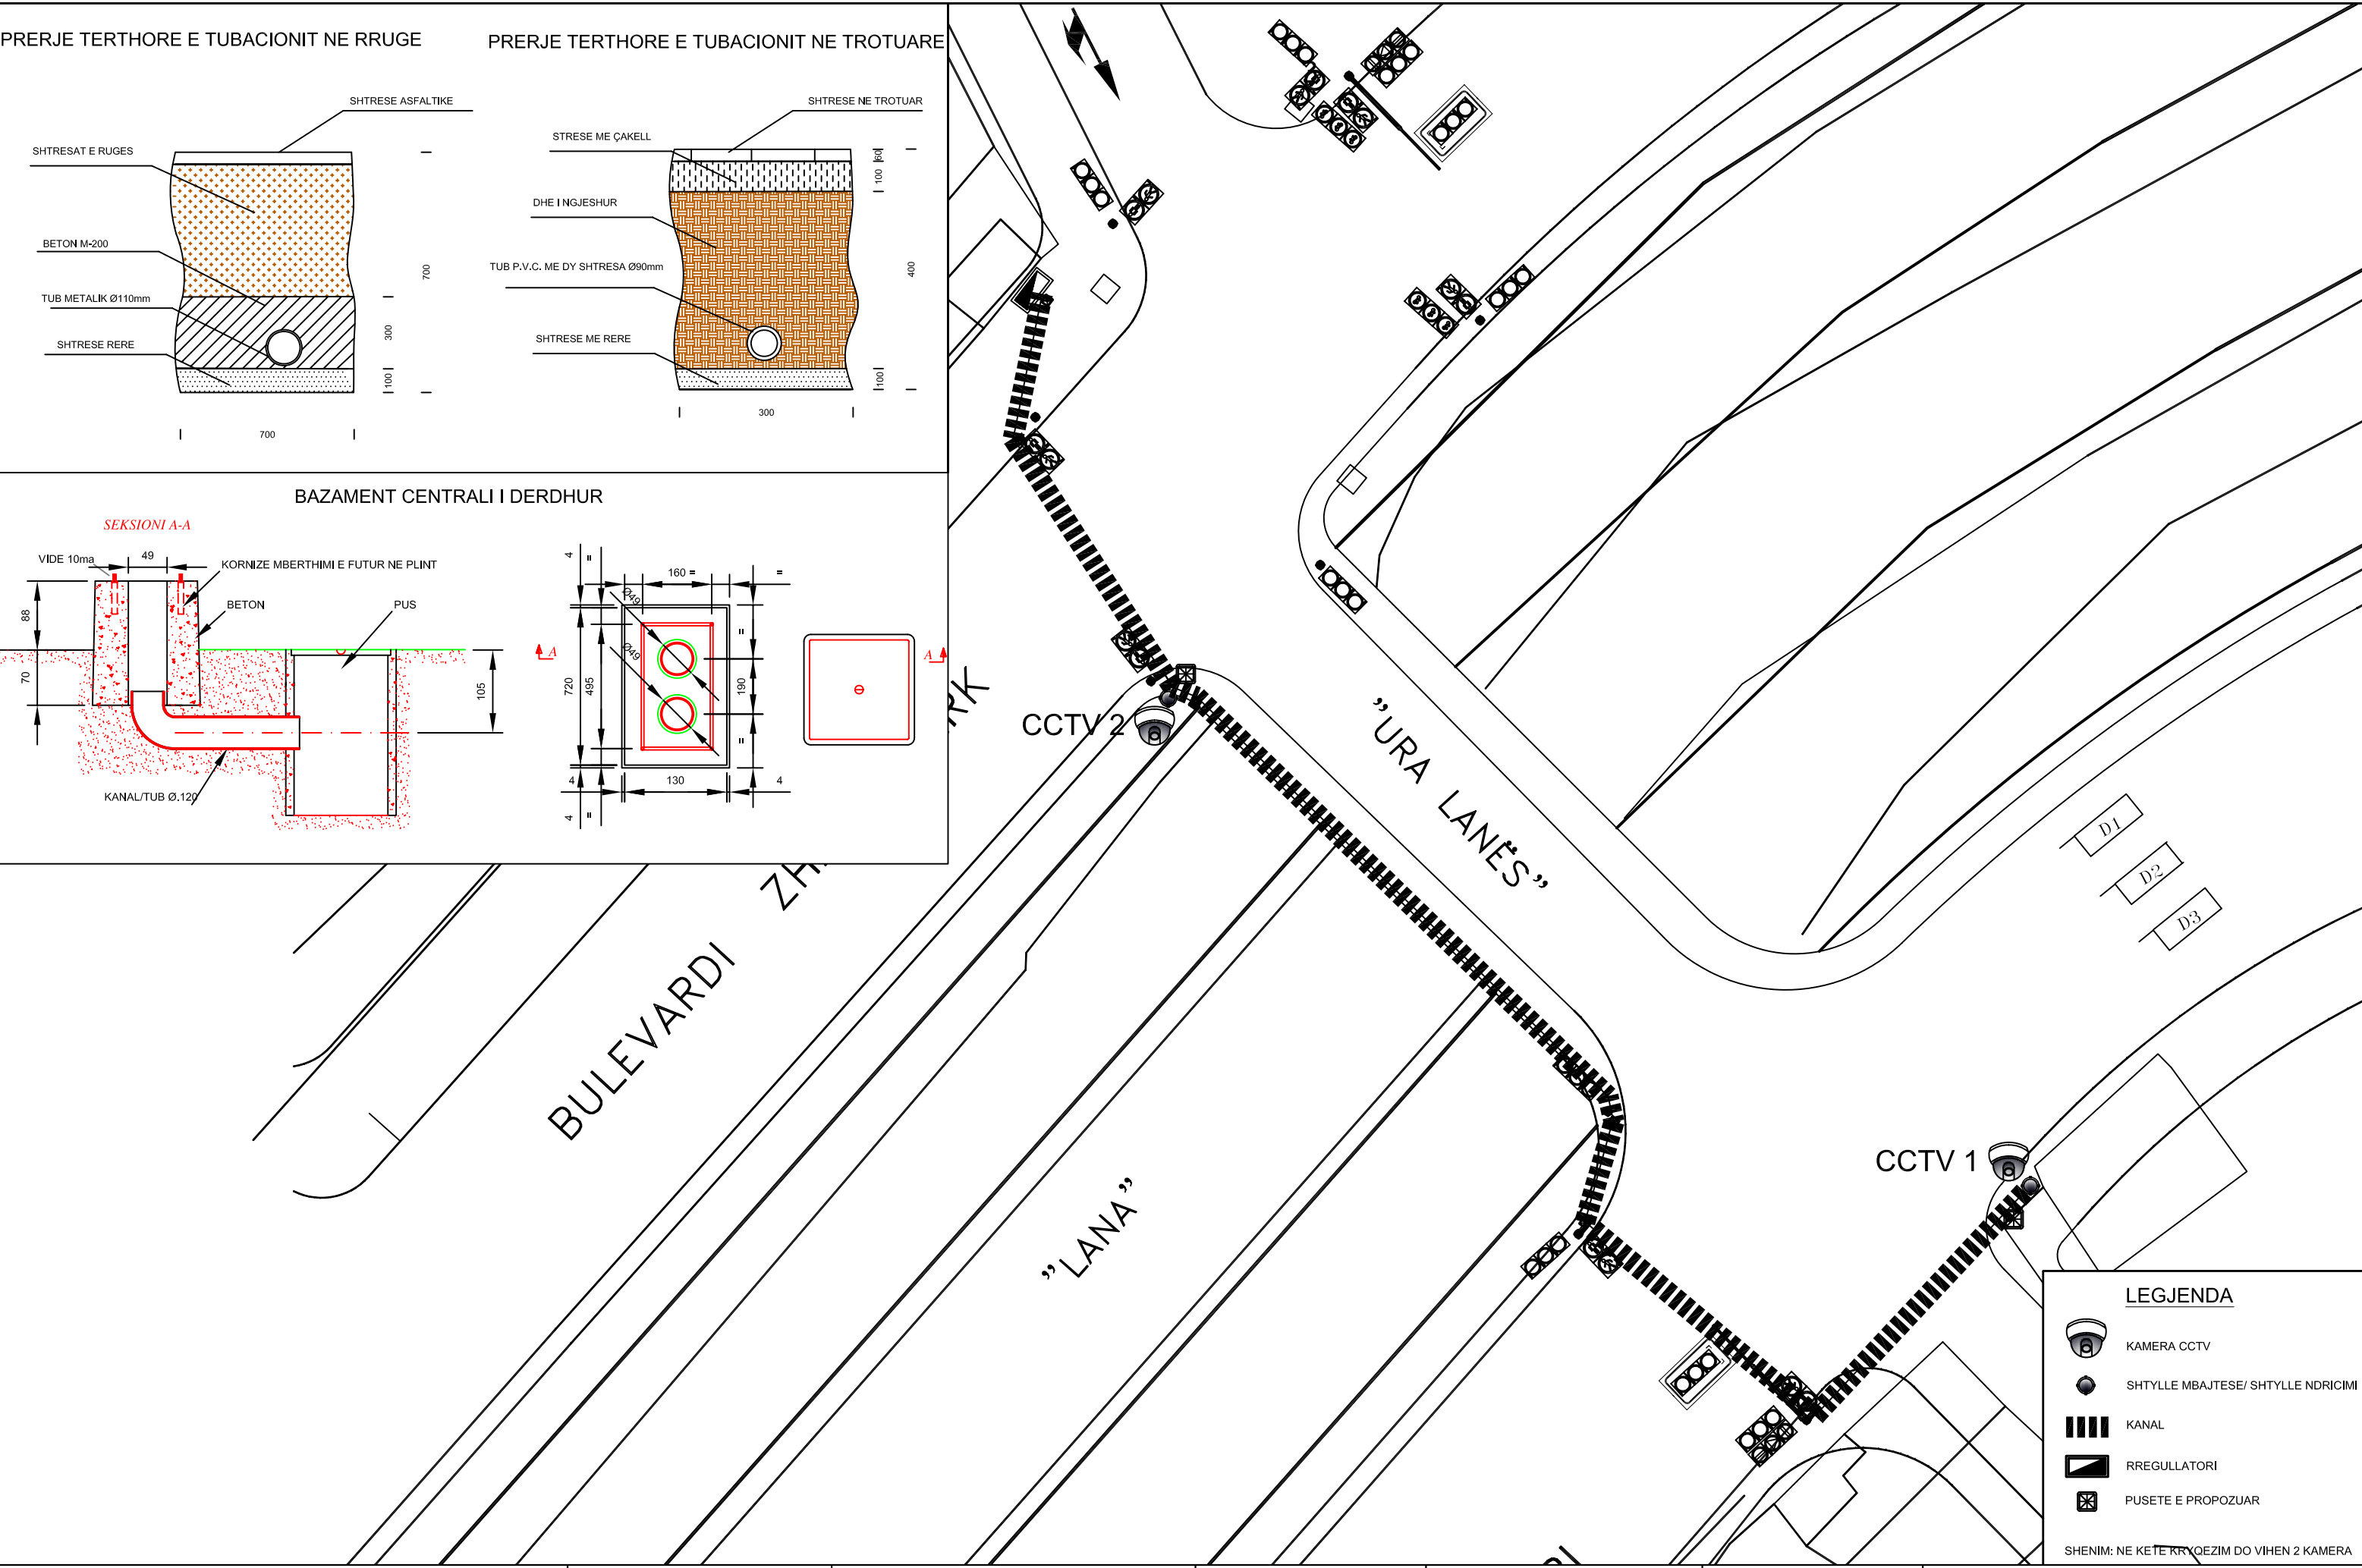 PRERJE TERTHORE E TUBACIONIT NE RRUGE
SHTRESE ASFALTIKE
SHTRESAT E RUGES
BETON M-200
TUB METALIK Ø110mm
SHTRESE RERE
700
300
100
700
PRERJE TERTHORE E TUBACIONIT NE TROTUARE
SHTRESE NE TROTUAR
STRESE ME ÇAKELL
DHE I NGJESHUR
TUB P.V.C. ME DY SHTRESA Ø90mm
SHTRESE ME RERE
60
100
400
100
300
BAZAMENT CENTRALI I DERDHUR
SEKSIONI A-A
VIDE 10ma
49
KORNIZE MBERTHIMI E FUTUR NE PLINT
BETON
PUS
88
70
105
KANAL/TUB Ø.120
4
=
160 =
=
Ø49
Ø49
A
A
720
495
=
190
=
4
130
4
4
=
CCTV 2
"URA LANËS"
D1
D2
D3
BULEVARDI
"LANA"
CCTV 1
LEGJENDA
KAMERA CCTV
SHTYLLE MBAJTESE/ SHTYLLE NDRICIMI
KANAL
RREGULLATORI
PUSETE E PROPOZUAR
SHENIM: NE KETE KRYQEZIM DO VIHEN 2 KAMERA